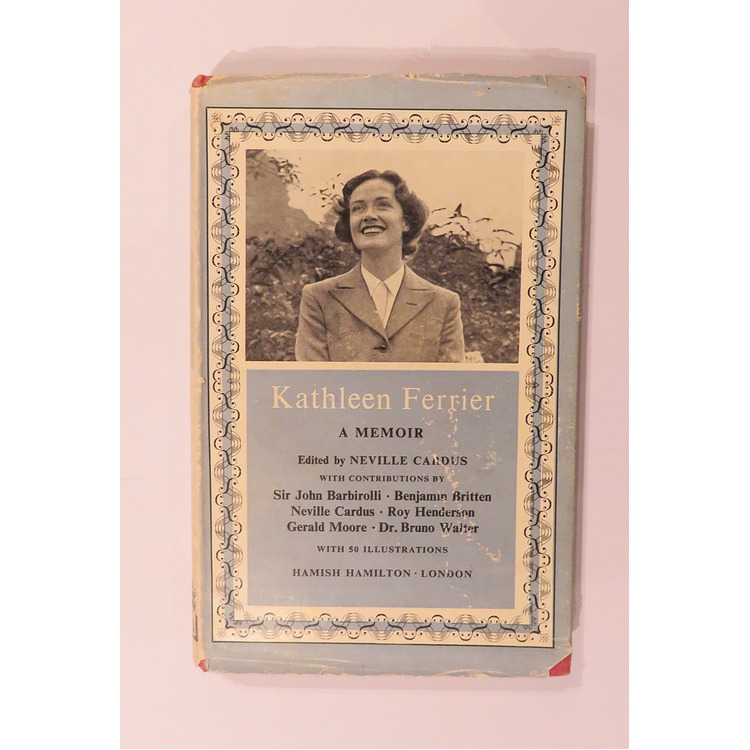 Kathleen Ferrier
A MEMOIR
Edited by NEVILLE CARDUS
WITH CONTRIBUTIONS BY
Sir John Barbirolli · Benjamin Britten
Neville Cardus · Roy Henderson
Gerald Moore · Dr. Bruno Walter
WITH 50 ILLUSTRATIONS
HAMISH HAMILTON · LONDON